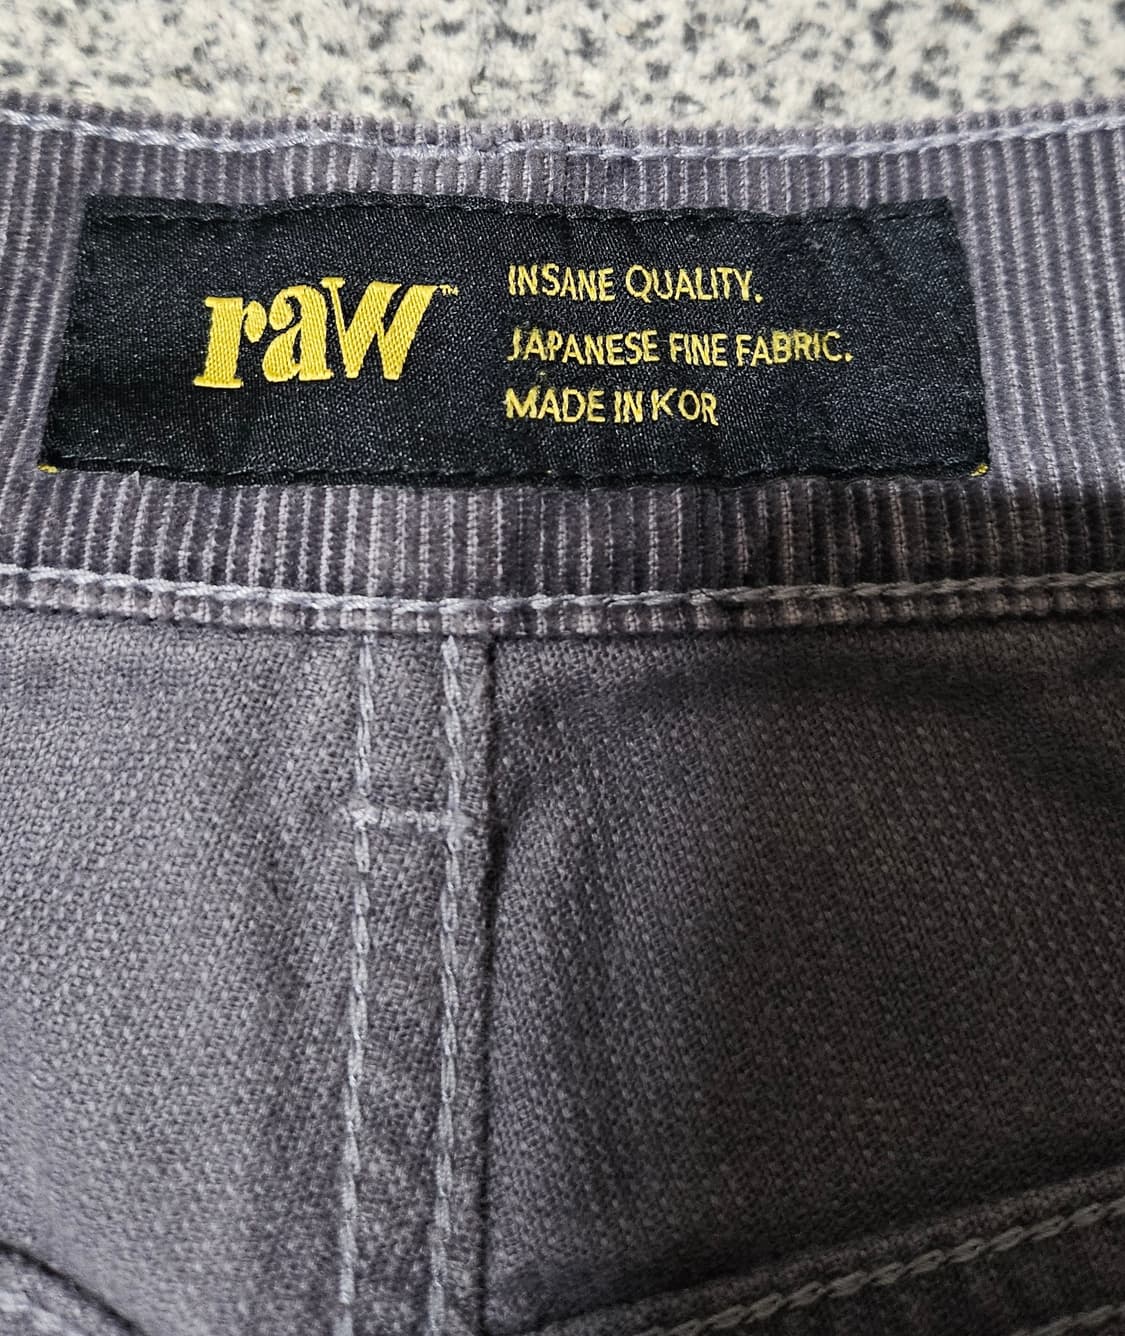 raw™
INSANE QUALITY.
JAPANESE FINE FABRIC.
MADE IN KOR